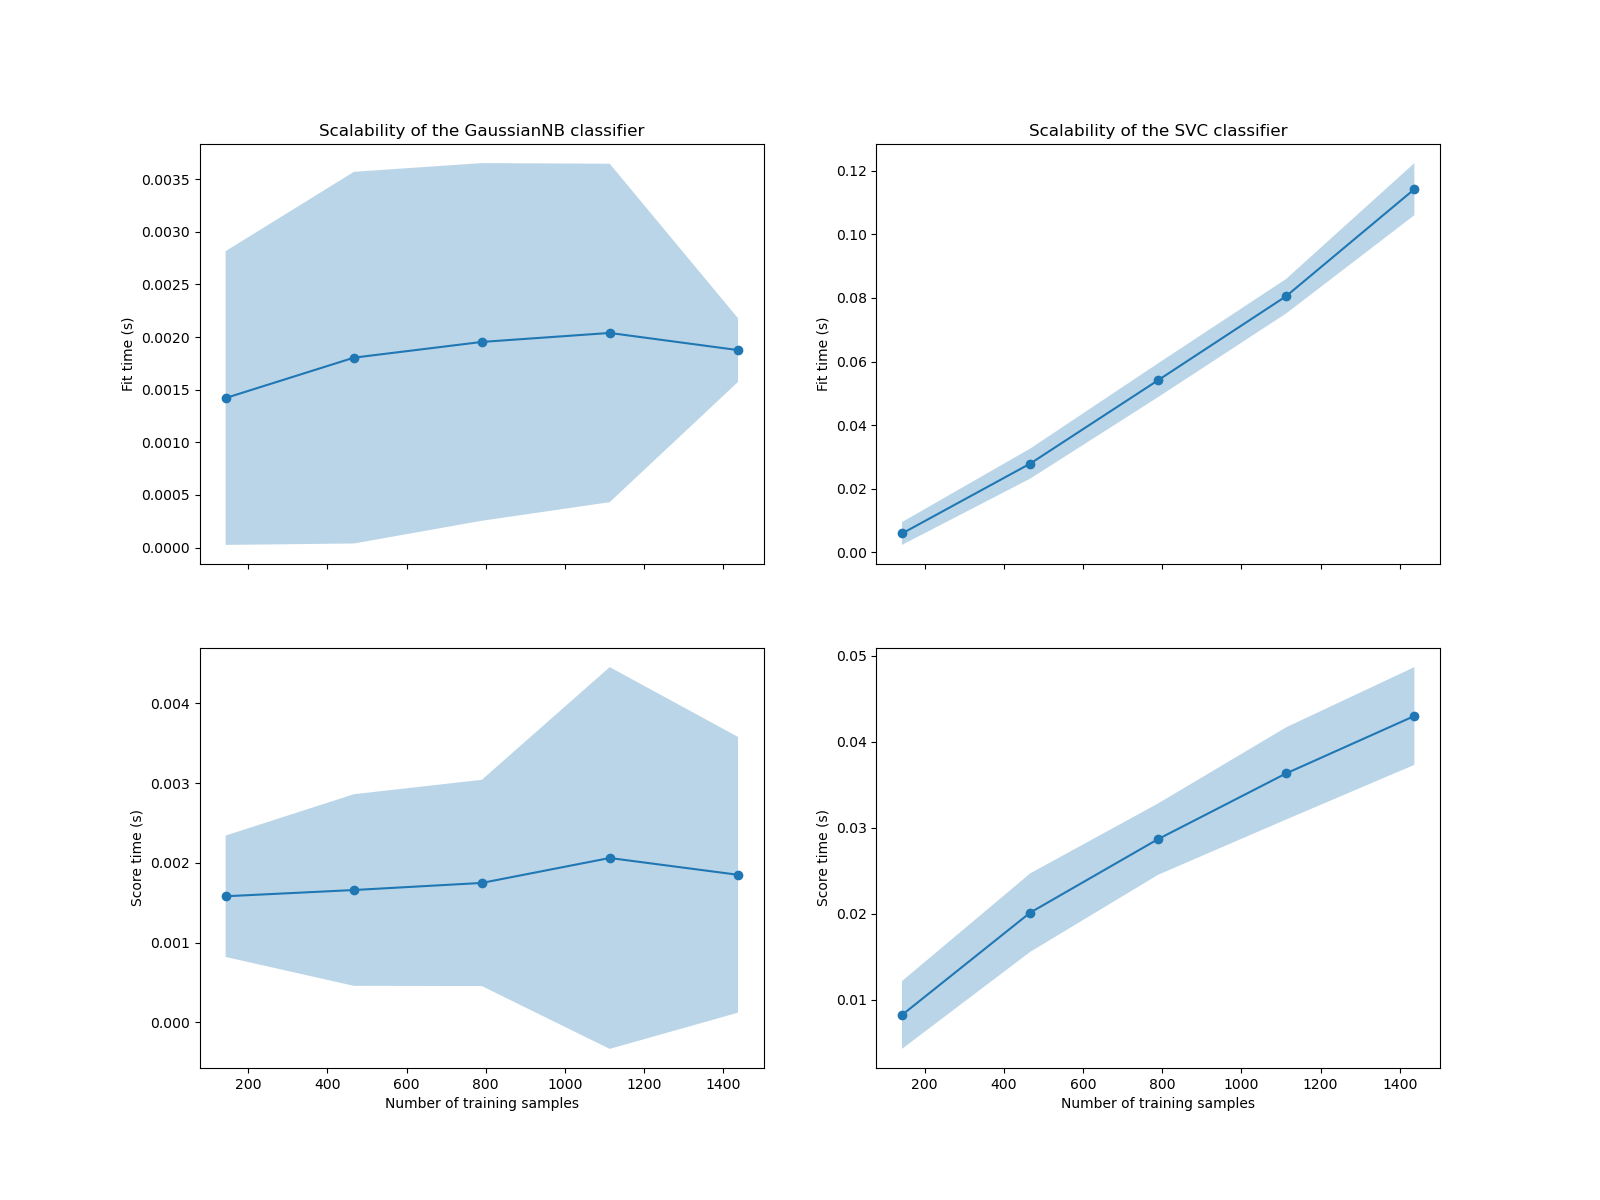 Scalability of the GaussianNB classifier
0.0035
0.0030
0.0025
0.0020
0.0015
0.0010
0.0005
0.0000
Fit time (s)
Scalability of the SVC classifier
0.12
0.10
0.08
0.06
0.04
0.02
0.00
Fit time (s)
0.004
0.003
0.002
0.001
0.000
Score time (s)
200 400 600 800 1000 1200 1400
Number of training samples
0.05
0.04
0.03
0.02
0.01
Score time (s)
200 400 600 800 1000 1200 1400
Number of training samples